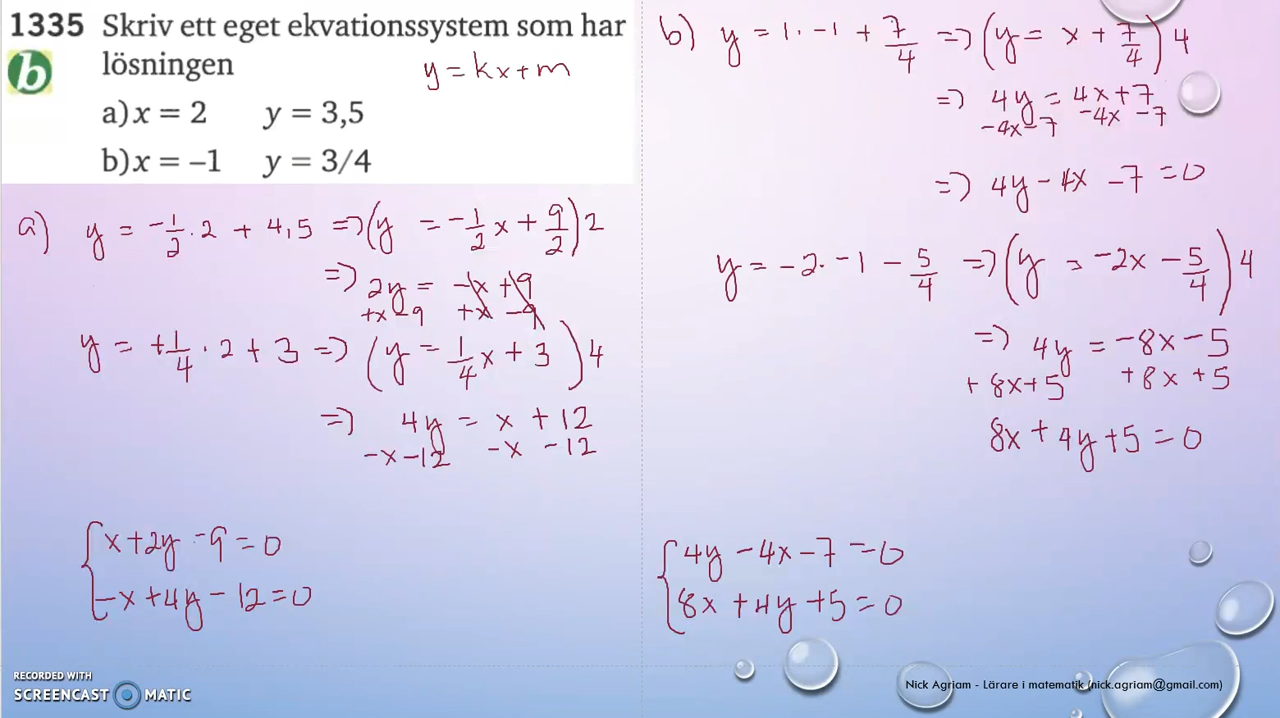 1335 Skriv ett eget ekvationssystem som har
lösningen
b
y = kx + m
a) x = 2 y = 3,5
b) x = –1 y = 3/4
a) y = -1/2 · 2 + 4,5 => (y = -1/2 x + 9/2) 2
=> 2y = -x + 9
+x -9 +x -9
y = +1/4 · 2 + 3 => (y = 1/4 x + 3) 4
=> 4y = x + 12
-x -12 -x -12
{ x + 2y - 9 = 0
-x + 4y - 12 = 0
b) y = 1 · -1 + 7/4 => (y = x + 7/4) 4
=> 4y = 4x + 7
-4x -7 -4x -7
=> 4y - 4x - 7 = 0
y = -2 · -1 - 5/4 => (y = -2x - 5/4) 4
=> 4y = -8x - 5
+ 8x + 5 + 8x + 5
8x + 4y + 5 = 0
{ 4y - 4x - 7 = 0
8x + 4y + 5 = 0
RECORDED WITH
SCREENCAST MATIC
Nick Agriam - Lärare i matematik (nick.agriam@gmail.com)